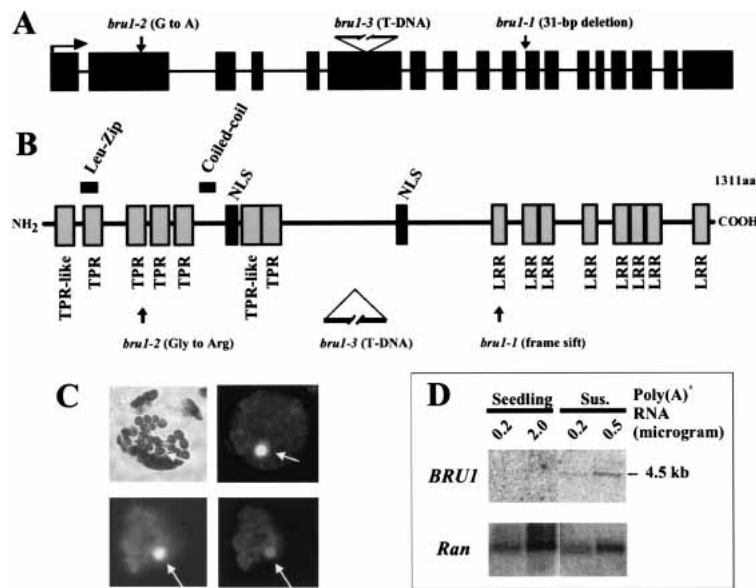 A
bru1-2 (G to A)
bru1-3 (T-DNA)
bru1-1 (31-bp deletion)
B
Leu-Zip
Coiled-coil
NLS
NLS
1311aa
NH2
COOH
TPR-like
TPR
TPR
TPR
TPR
TPR-like
TPR
LRR
LRR
LRR
LRR
LRR
LRR
LRR
LRR
bru1-2 (Gly to Arg)
bru1-3 (T-DNA)
bru1-1 (frame sift)
C
D
Seedling
Sus.
Poly(A)+
RNA
(microgram)
0.2
2.0
0.2
0.5
BRU1
4.5 kb
Ran